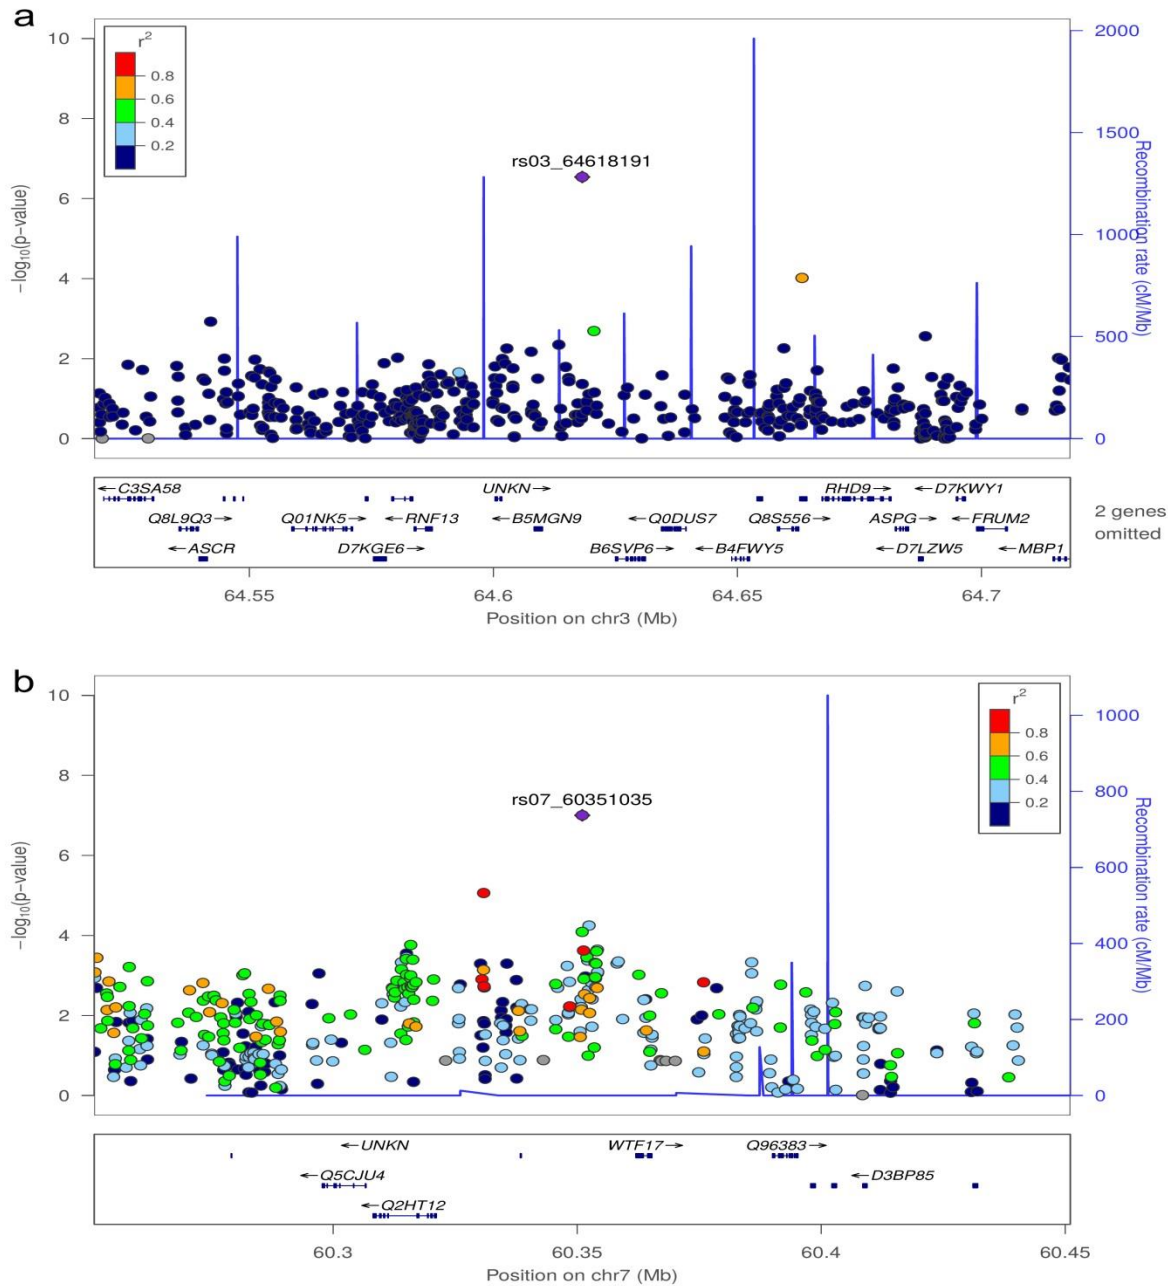 a
r²
0.8
0.6
0.4
0.2
10
8
6
4
2
0
−log₁₀(p-value)
rs03_64618191
2000
1500
1000
500
0
Recombination rate (cM/Mb)
←C3SA58 UNKN→ RHD9→ ←D7KWY1
Q8L9Q3→ Q01NK5→ ←RNF13 ←B5MGN9 ←Q0DUS7 Q8S556→ ASPG→ ←FRUM2
←ASCR D7KGE6→ B6SVP6→ ←B4FWY5 ←D7LZW5 ←MBP1
2 genes
omitted
64.55 64.6 64.65 64.7
Position on chr3 (Mb)
b
10
8
6
4
2
0
−log₁₀(p-value)
rs07_60351035
r²
0.8
0.6
0.4
0.2
1000
800
600
400
200
0
Recombination rate (cM/Mb)
←UNKN WTF17→ Q96383→
←Q5CJU4 ←D3BP85
←Q2HT12
60.3 60.35 60.4 60.45
Position on chr7 (Mb)